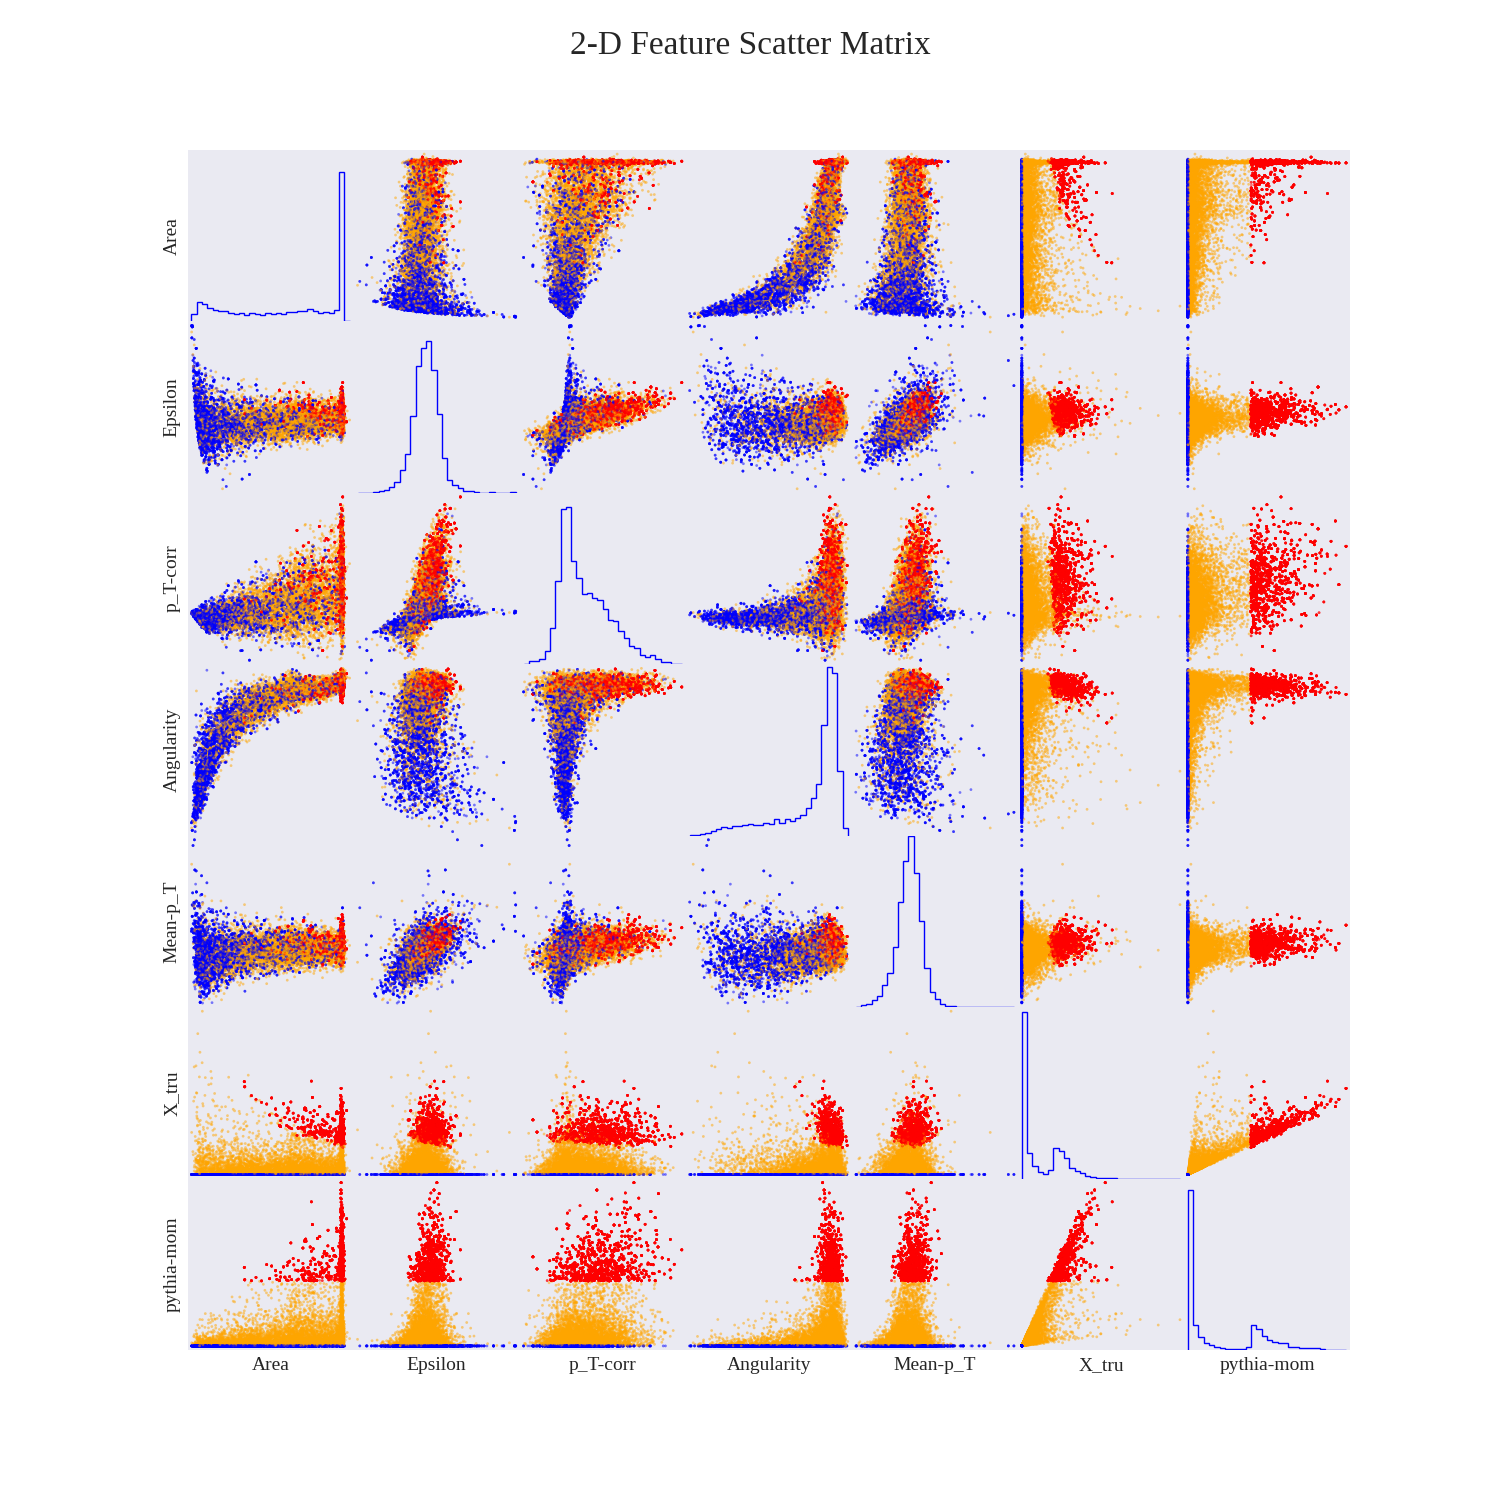 2-D Feature Scatter Matrix
Area
Epsilon
p_T-corr
Angularity
Mean-p_T
X_tru
pythia-mom
Area
Epsilon
p_T-corr
Angularity
Mean-p_T
X_tru
pythia-mom